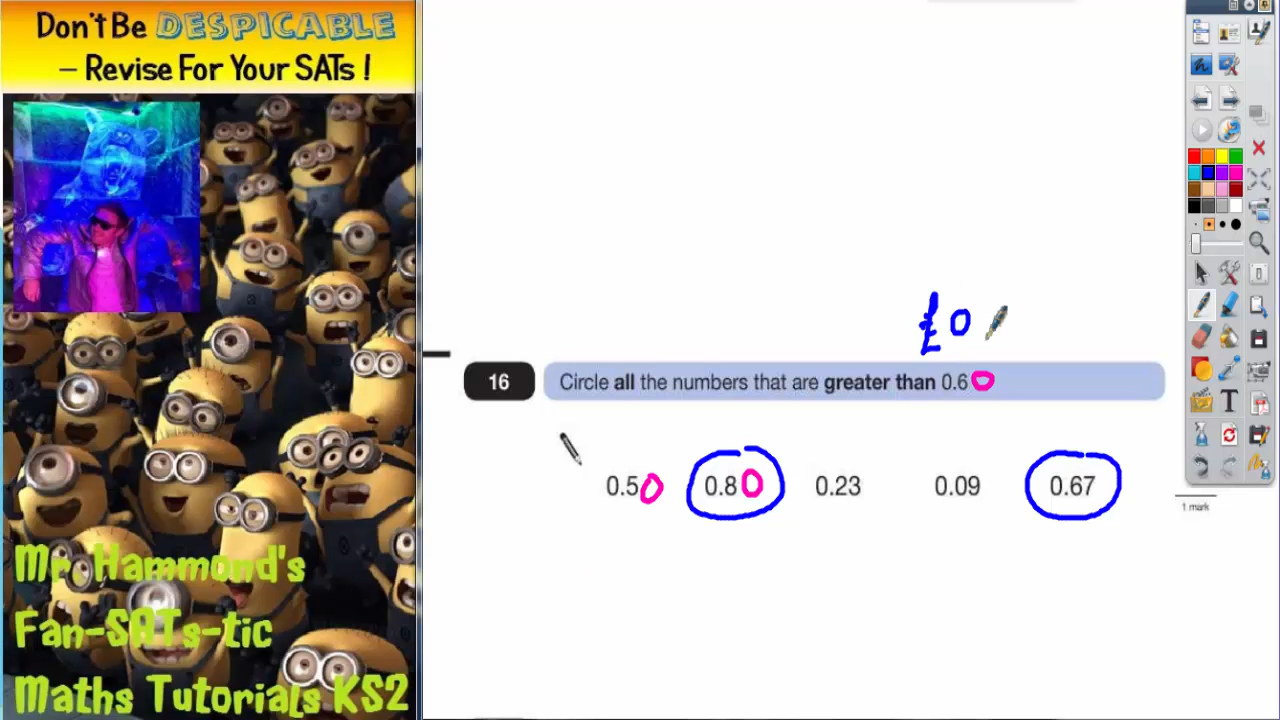 Don't Be DESPICABLE
– Revise For Your SATs !
Mr. Hammond's
Fan-SATs-tic
Maths Tutorials KS2
£0
16 Circle all the numbers that are greater than 0.60
0.50 0.80 0.23 0.09 0.67
1 mark
T